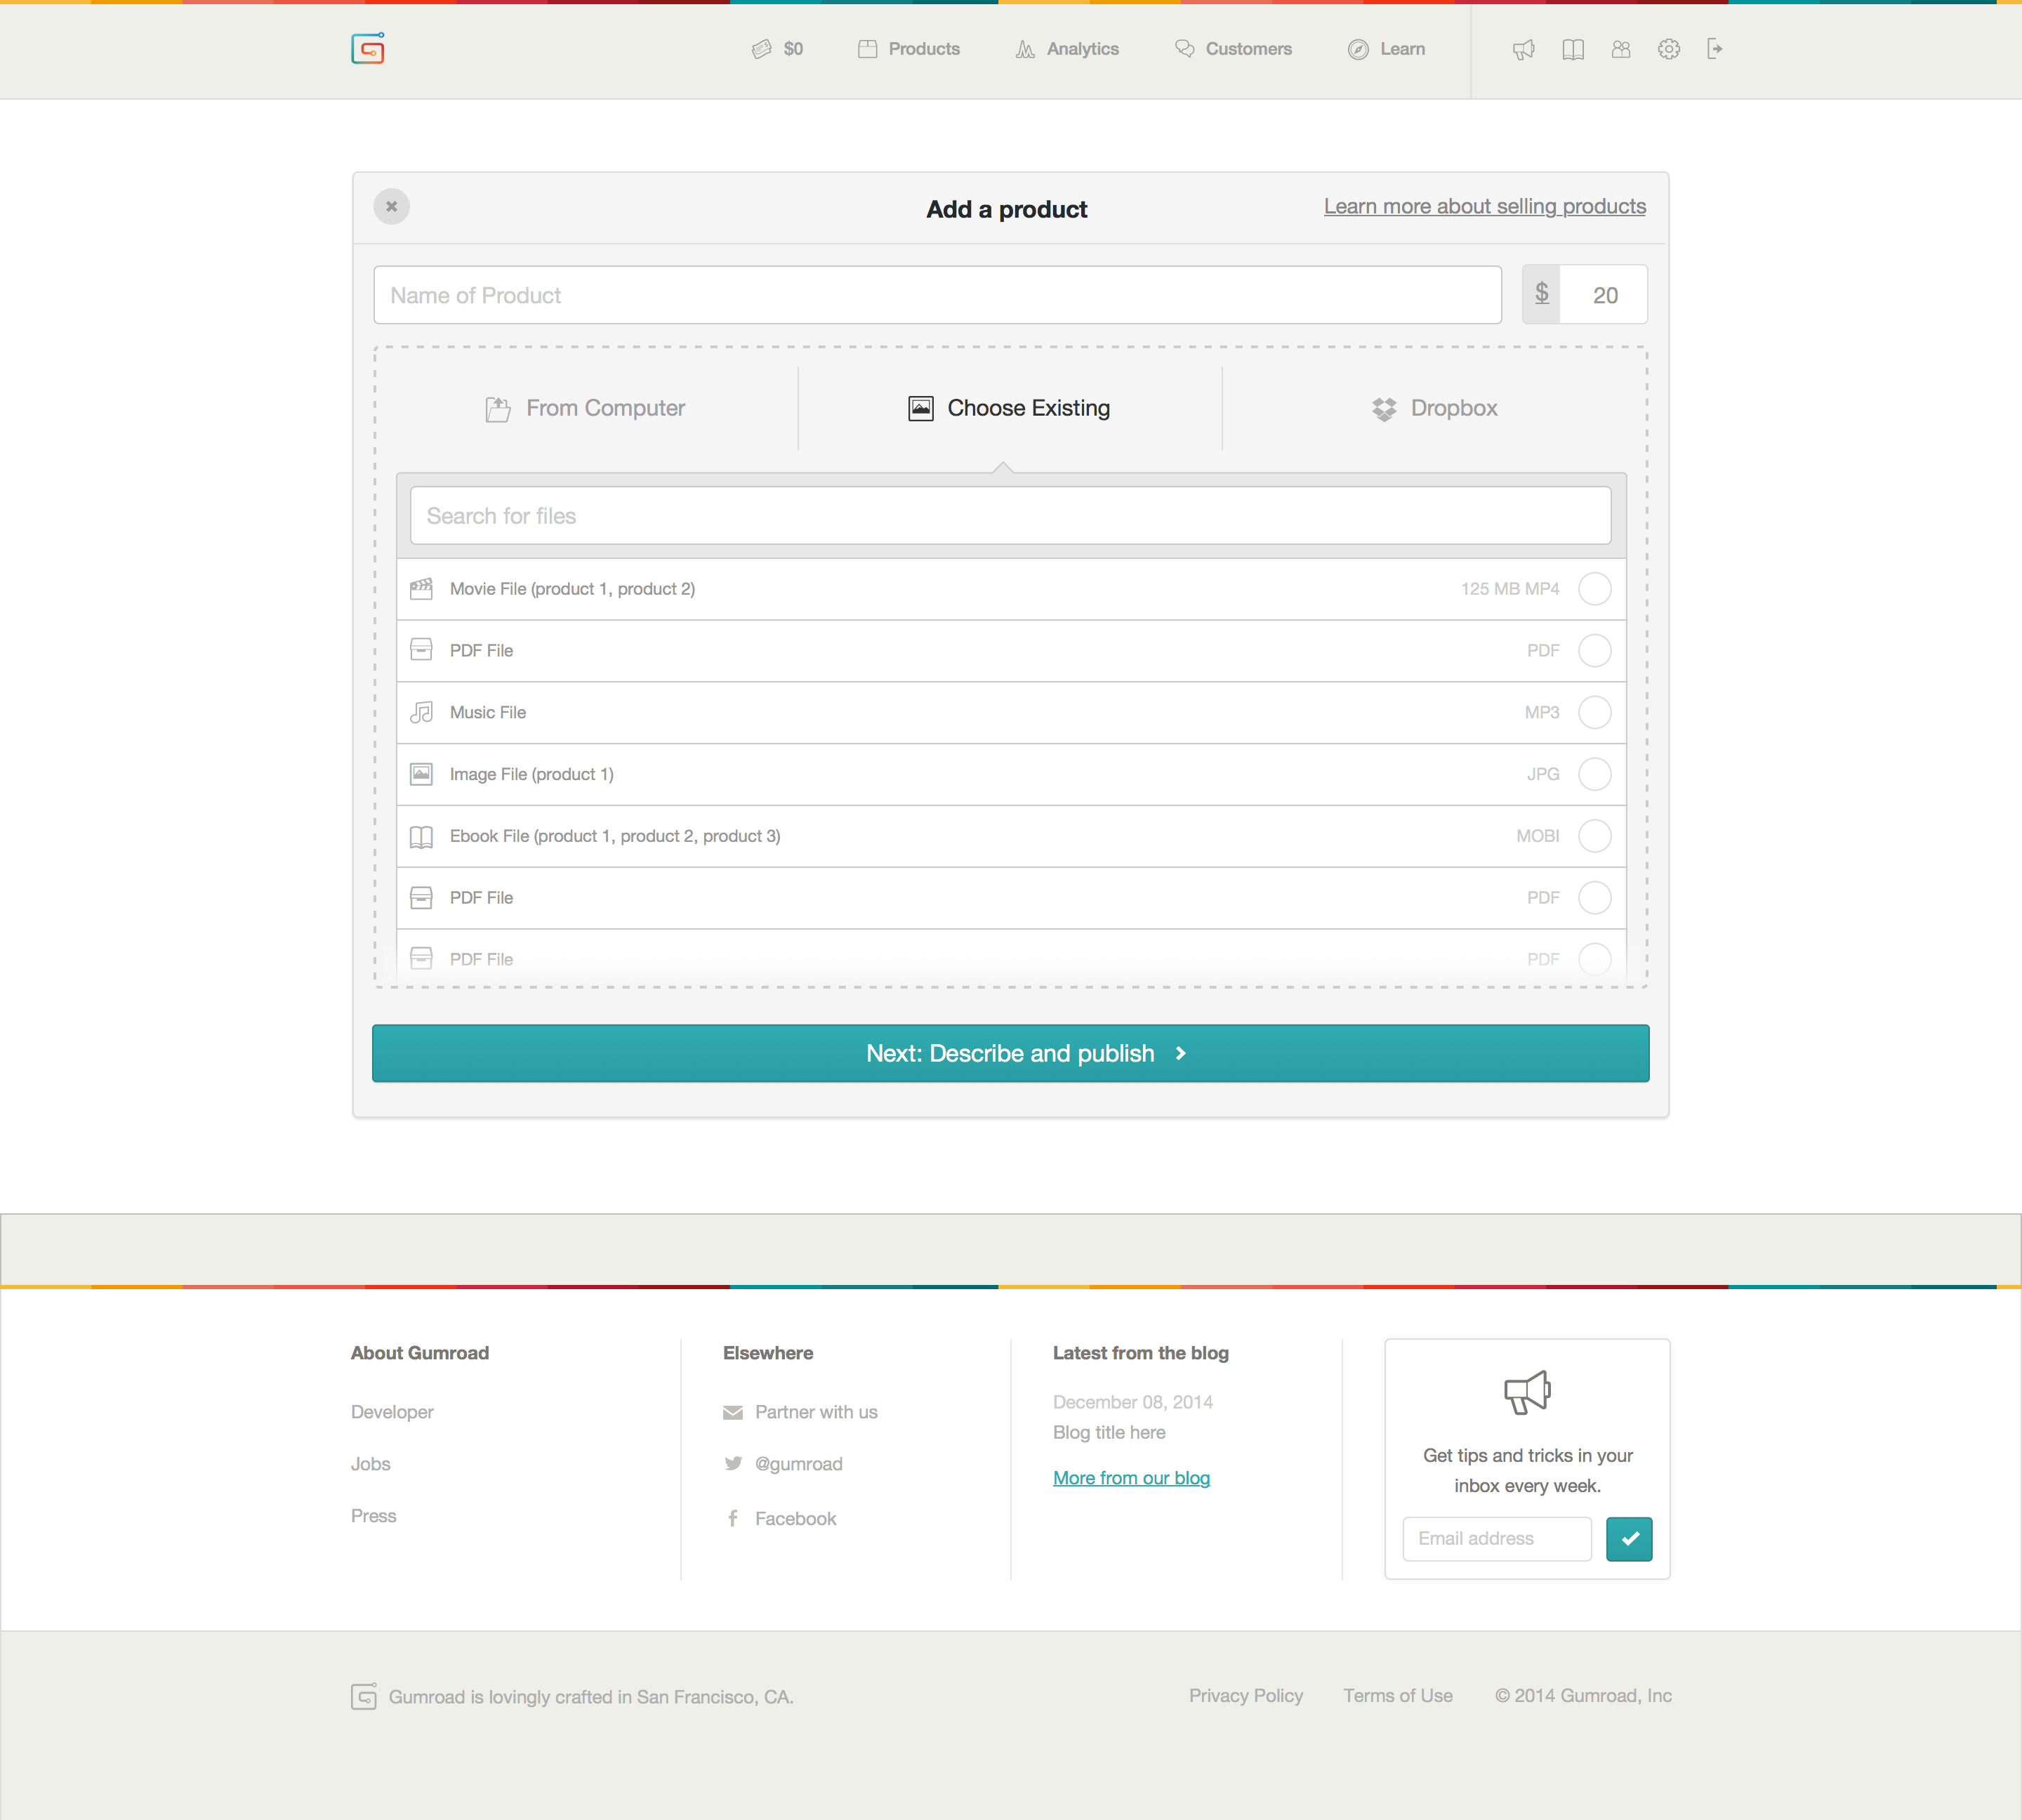 $0
Products
Analytics
Customers
Learn
Add a product
Learn more about selling products
Name of Product
$ 20
From Computer
Choose Existing
Dropbox
Search for files
Movie File (product 1, product 2) 125 MB MP4
PDF File PDF
Music File MP3
Image File (product 1) JPG
Ebook File (product 1, product 2, product 3) MOBI
PDF File PDF
PDF File PDF
Next: Describe and publish
About Gumroad
Developer
Jobs
Press
Elsewhere
Partner with us
@gumroad
Facebook
Latest from the blog
December 08, 2014
Blog title here
More from our blog
Get tips and tricks in your
inbox every week.
Email address
Gumroad is lovingly crafted in San Francisco, CA.
Privacy Policy
Terms of Use
© 2014 Gumroad, Inc